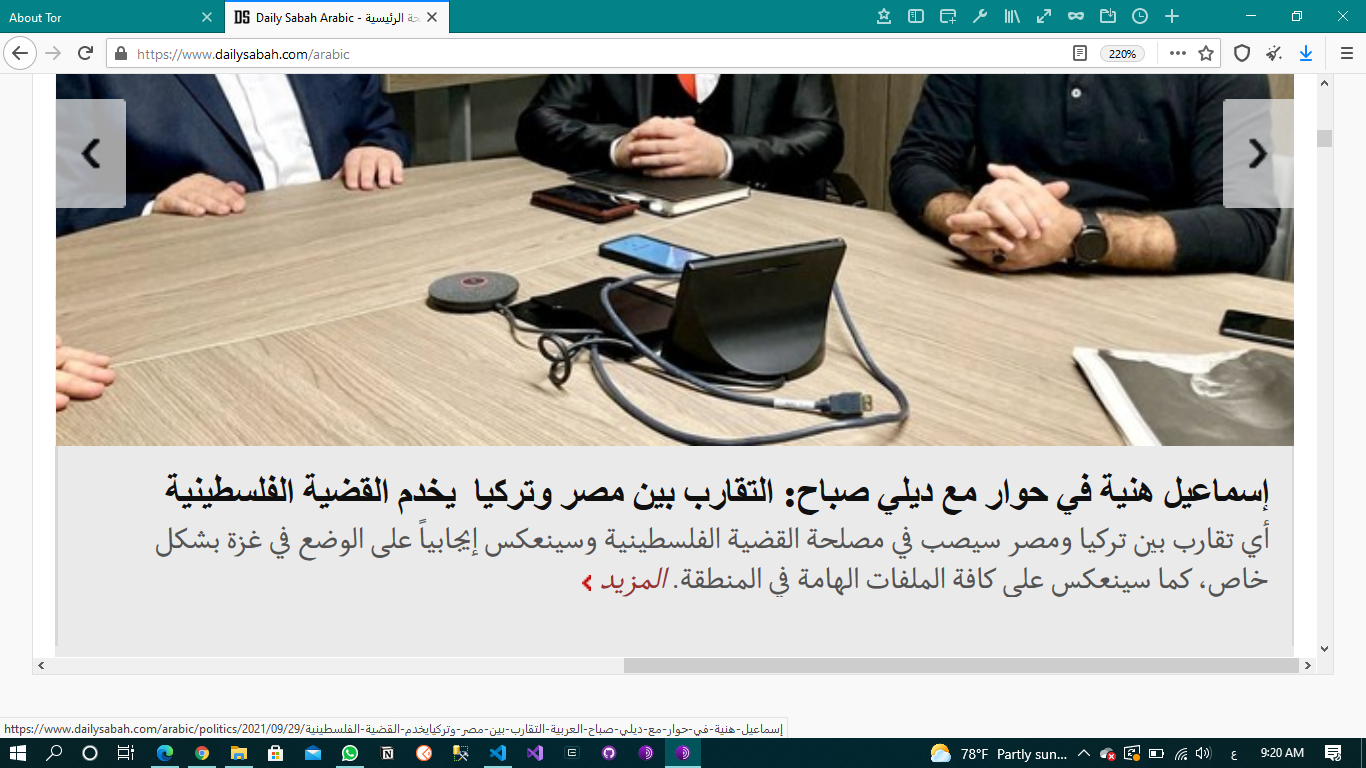 About Tor
Daily Sabah Arabic - حة الرئيسية
https://www.dailysabah.com/arabic
220%
إسماعيل هنية في حوار مع ديلي صباح: التقارب بين مصر وتركيا يخدم القضية الفلسطينية
أي تقارب بين تركيا ومصر سيصب في مصلحة القضية الفلسطينية وسينعكس إيجابياً على الوضع في غزة بشكل
خاص، كما سينعكس على كافة الملفات الهامة في المنطقة. المزيد
https://www.dailysabah.com/arabic/politics/2021/09/29/إسماعيل-هنية-في-حوار-مع-ديلي-صباح-العربية-التقارب-بين-مصر-وتركيايخدم-القضية-الفلسطينية
78°F Partly sun... ع 9:20 AM